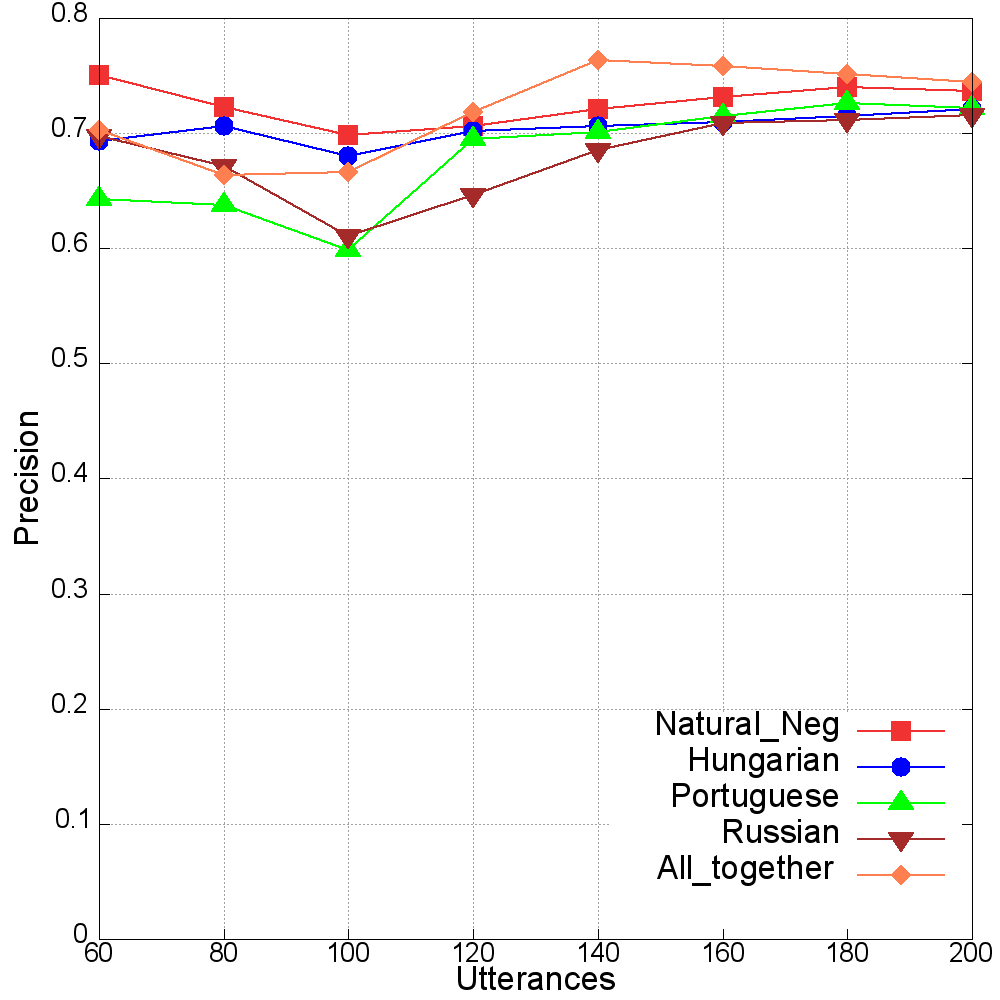 0.8
0.7
0.6
0.5
0.4
0.3
0.2
0.1
0
Precision
Natural_Neg
Hungarian
Portuguese
Russian
All_together
60 80 100 120 140 160 180 200
Utterances